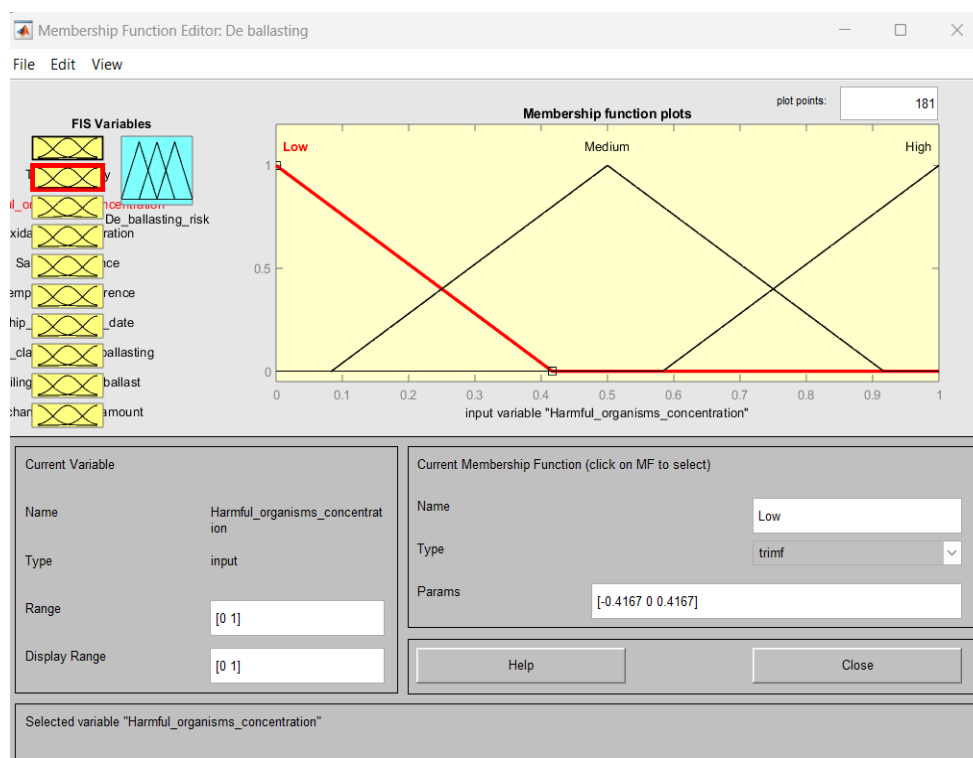 Membership Function Editor: De ballasting
File Edit View
FIS Variables
Membership function plots
plot points:
181
Low
Medium
High
De_ballasting_risk
ration
Sa
rence
hip_
_date
_cla
ballasting
iling
ballast
amount
1
0.5
0
0 0.1 0.2 0.3 0.4 0.5 0.6 0.7 0.8 0.9 1
input variable "Harmful_organisms_concentration"
Current Variable
Name
Harmful_organisms_concentrat
ion
Type
input
Range
[0 1]
Display Range
[0 1]
Current Membership Function (click on MF to select)
Name
Low
Type
trimf
Params
[-0.4167 0 0.4167]
Help
Close
Selected variable "Harmful_organisms_concentration"